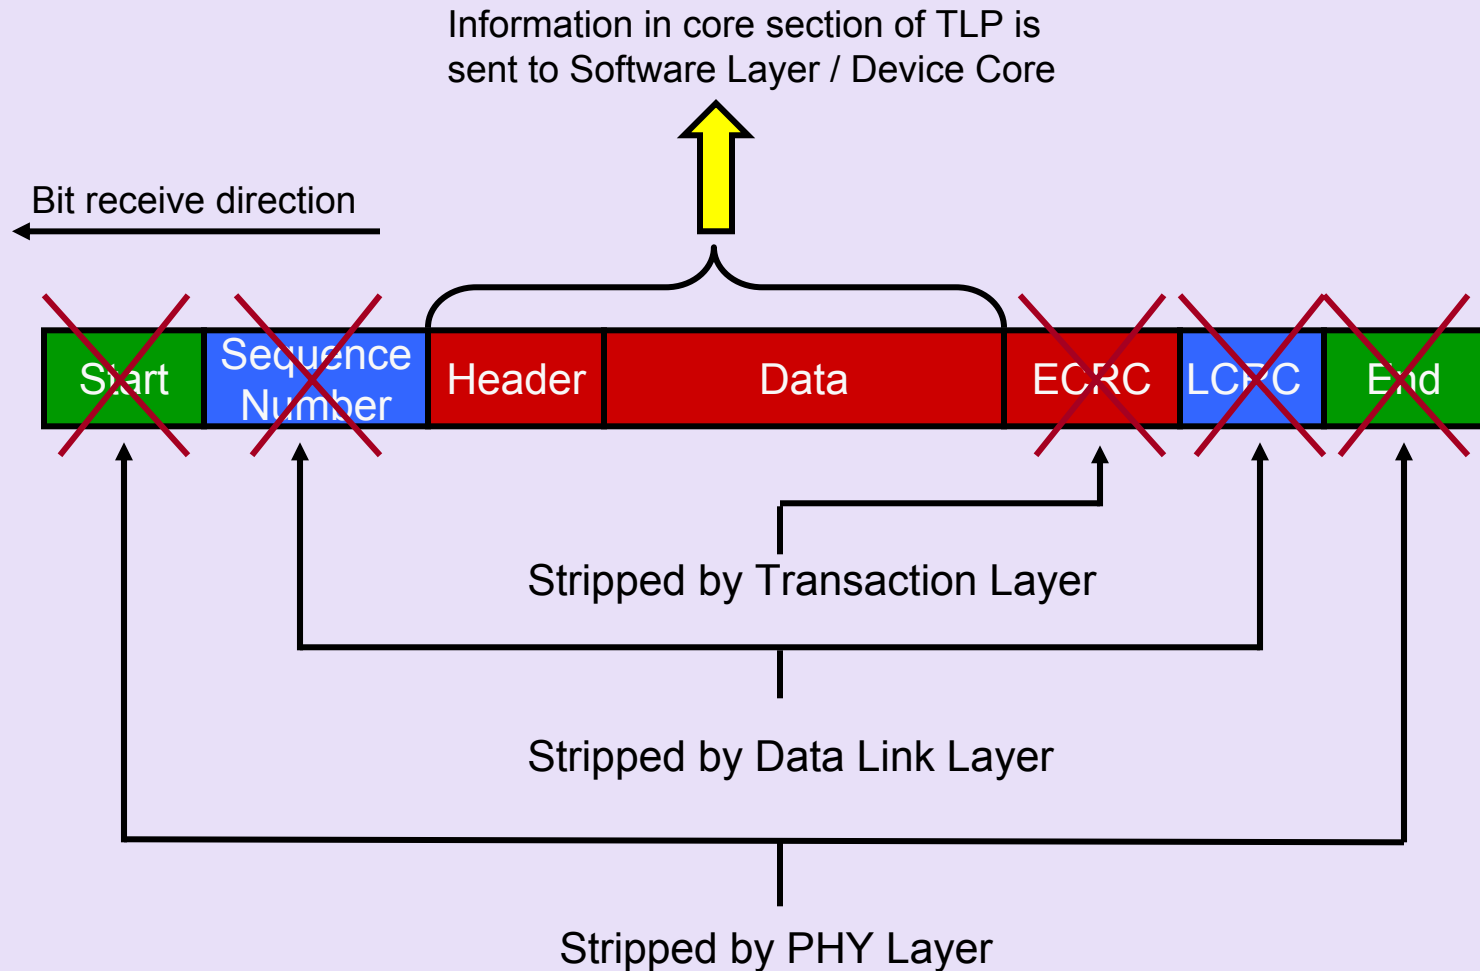 Information in core section of TLP is
sent to Software Layer / Device Core
Bit receive direction
Start
Sequence
Number
Header
Data
ECRC
LCRC
End
Stripped by Transaction Layer
Stripped by Data Link Layer
Stripped by PHY Layer